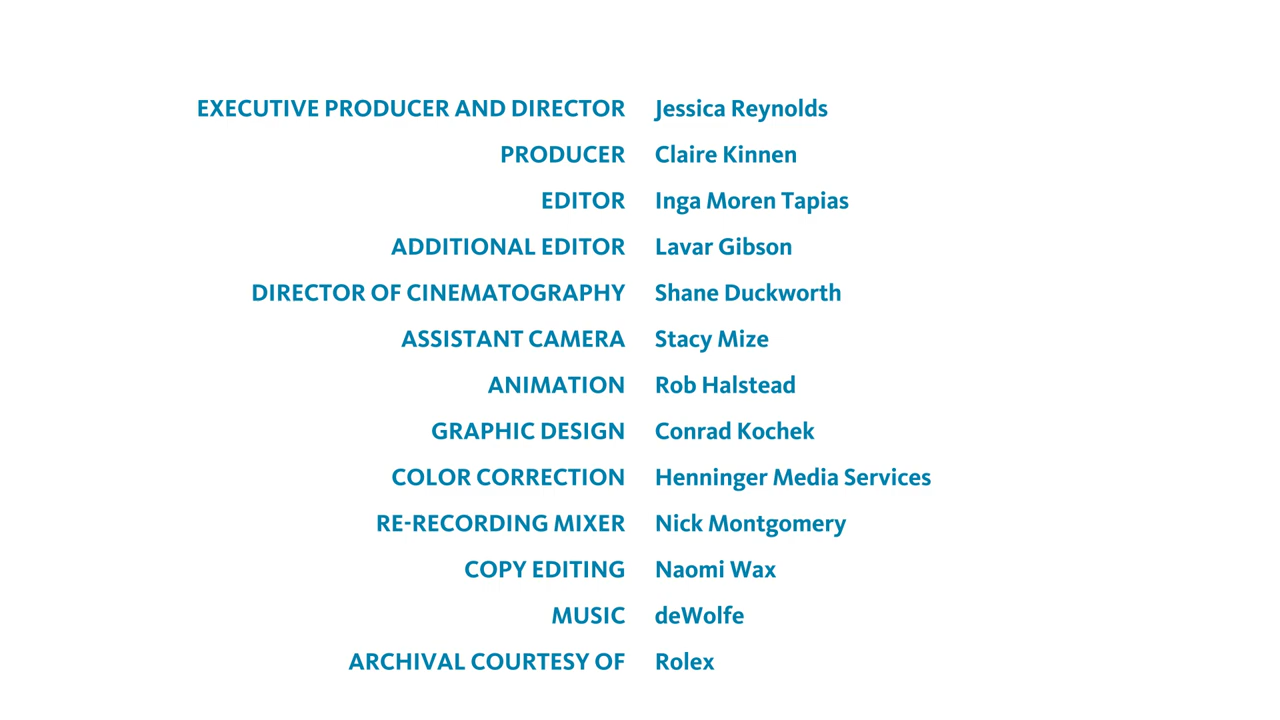 EXECUTIVE PRODUCER AND DIRECTOR Jessica Reynolds
PRODUCER Claire Kinnen
EDITOR Inga Moren Tapias
ADDITIONAL EDITOR Lavar Gibson
DIRECTOR OF CINEMATOGRAPHY Shane Duckworth
ASSISTANT CAMERA Stacy Mize
ANIMATION Rob Halstead
GRAPHIC DESIGN Conrad Kochek
COLOR CORRECTION Henninger Media Services
RE-RECORDING MIXER Nick Montgomery
COPY EDITING Naomi Wax
MUSIC deWolfe
ARCHIVAL COURTESY OF Rolex